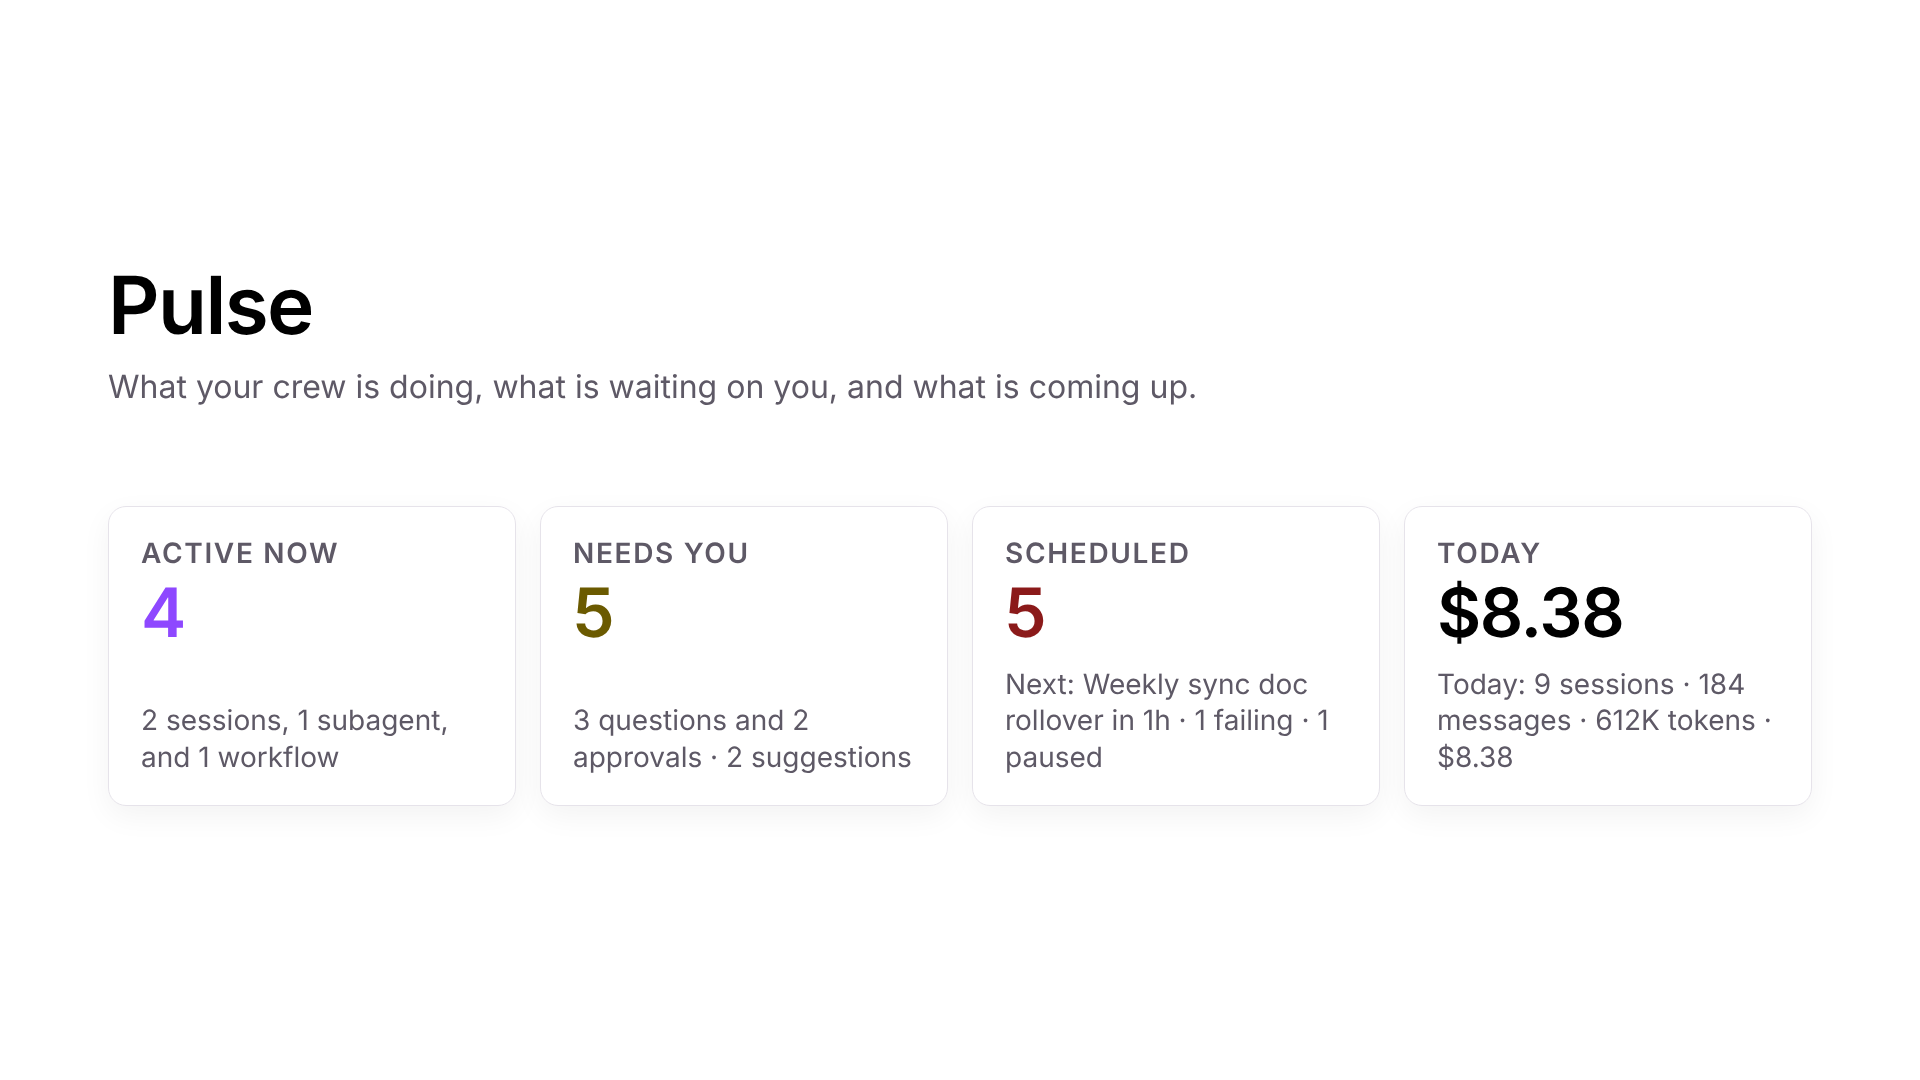 Pulse
What your crew is doing, what is waiting on you, and what is coming up.
ACTIVE NOW
4
2 sessions, 1 subagent,
and 1 workflow
NEEDS YOU
5
3 questions and 2
approvals · 2 suggestions
SCHEDULED
5
Next: Weekly sync doc
rollover in 1h · 1 failing · 1
paused
TODAY
$8.38
Today: 9 sessions · 184
messages · 612K tokens ·
$8.38